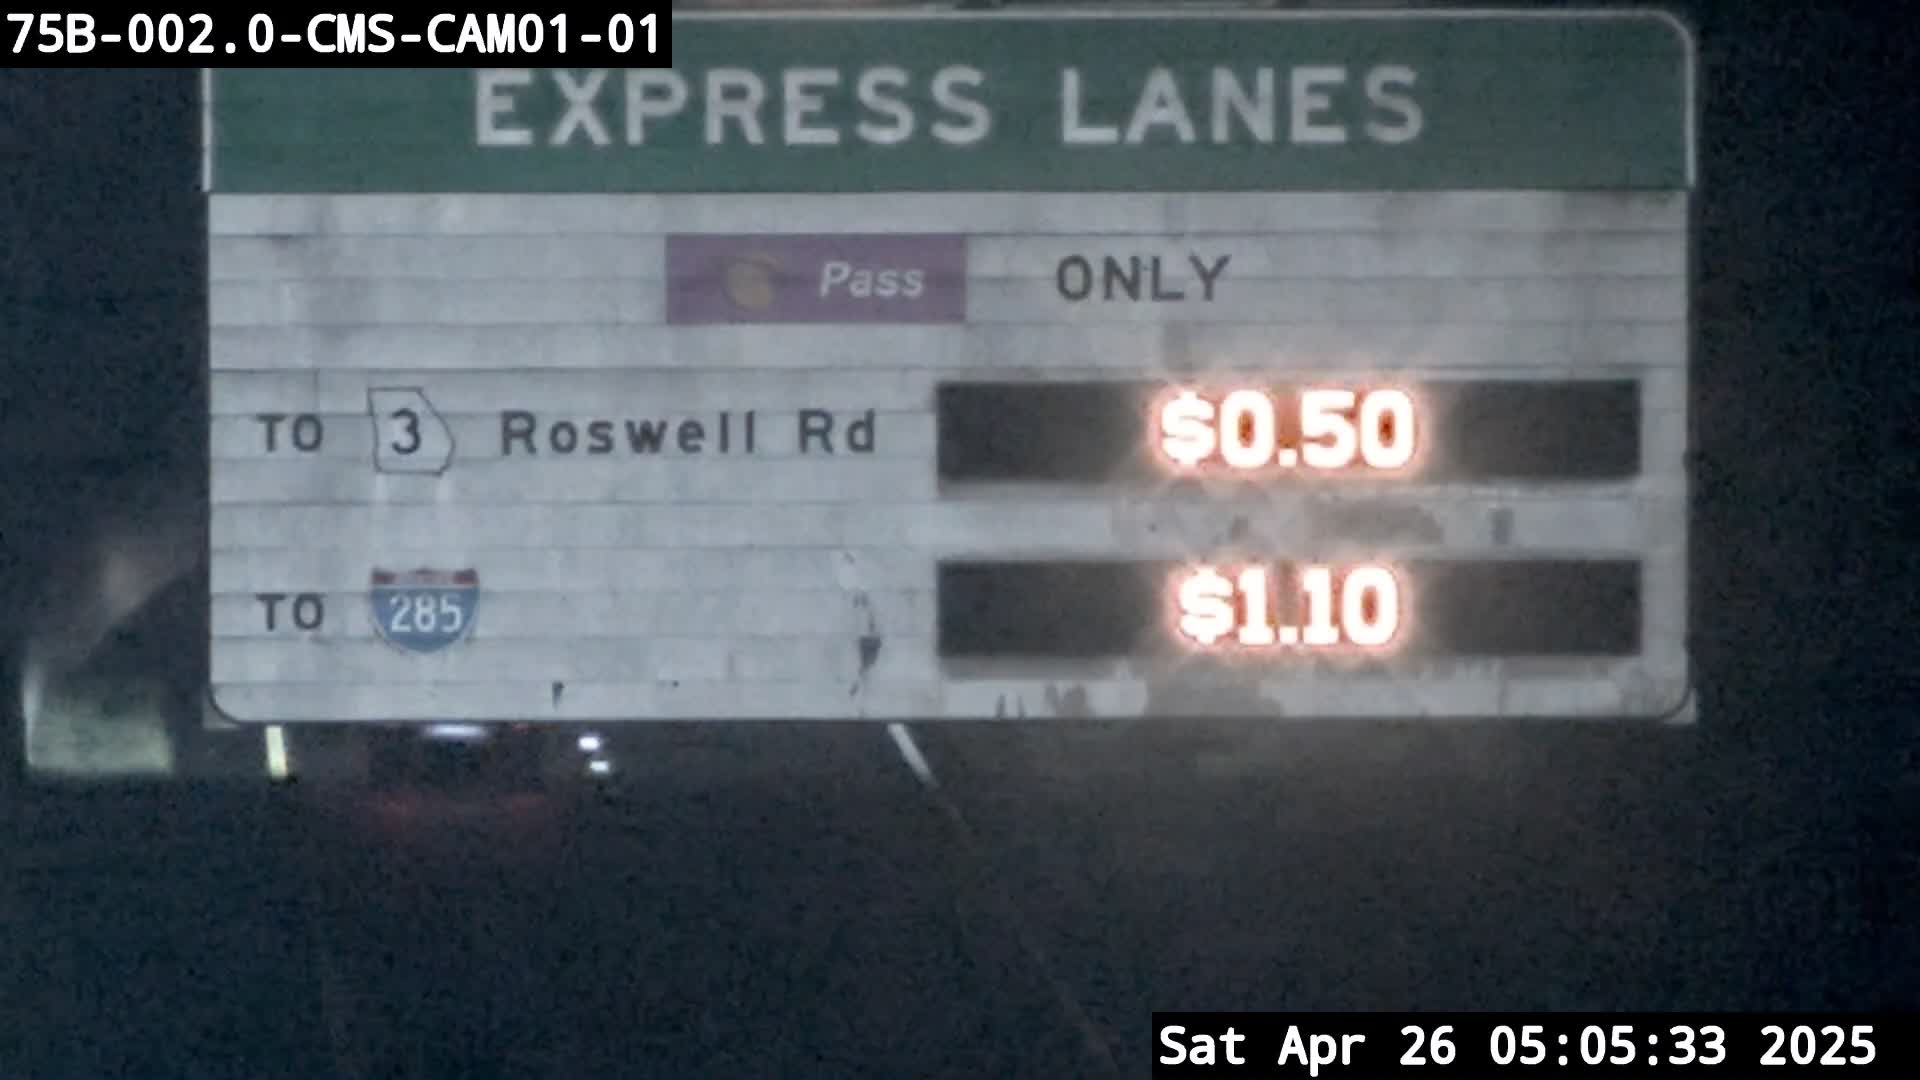 75B-002.0-CMS-CAM01-01
EXPRESS LANES
Pass ONLY
TO 3 Roswell Rd $0.50
TO 285 $1.10
Sat Apr 26 05:05:33 2025